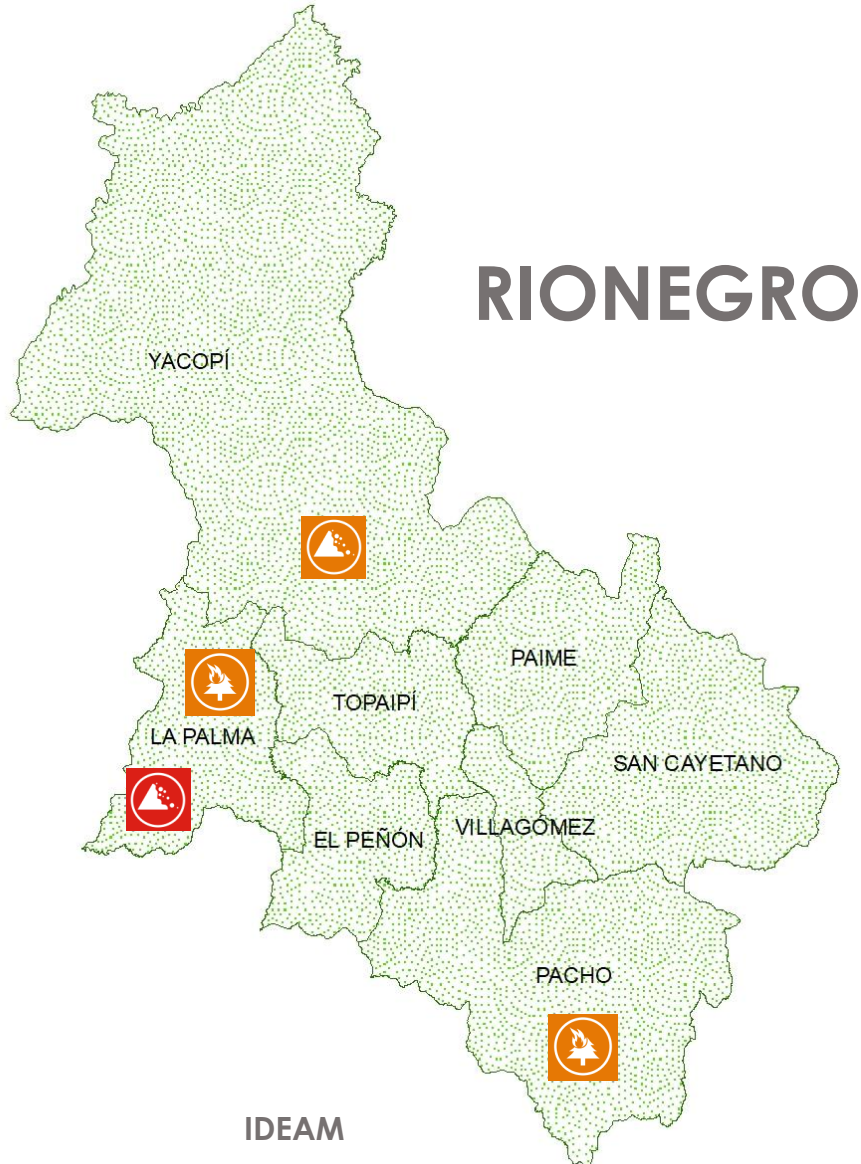 RIONEGRO
YACOPÍ
PAIME
TOPAIPÍ
LA PALMA
SAN CAYETANO
VILLAGÓMEZ
EL PEÑÓN
PACHO
IDEAM